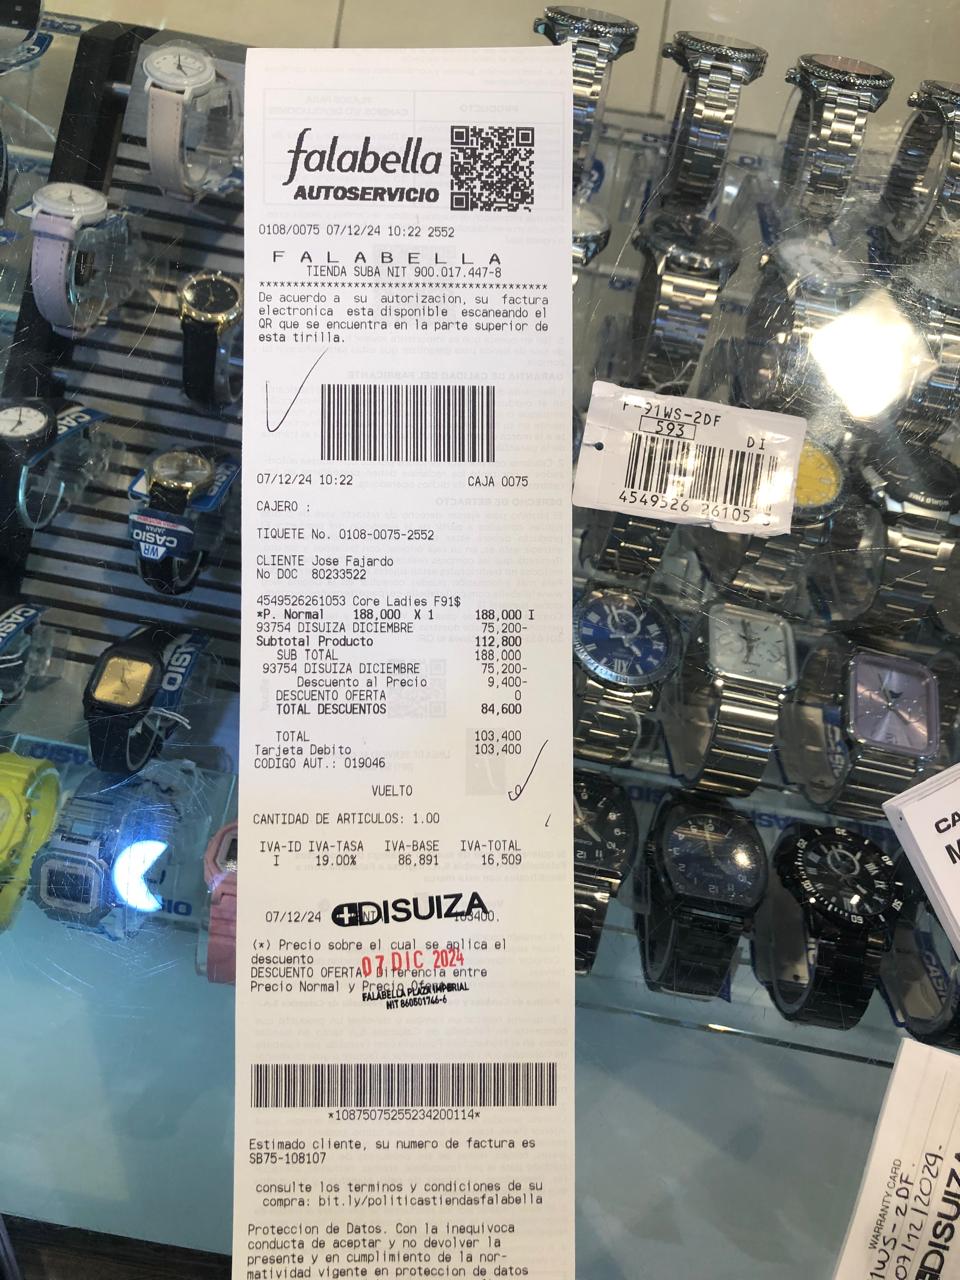 falabella
AUTOSERVICIO
0108/0075 07/12/24 10:22 2552
F A L A B E L L A
TIENDA SUBA NIT 900.017.447-8
De acuerdo a su autorizacion, su factura
electronica esta disponible escaneando el
QR que se encuentra en la parte superior de
esta tirilla.
07/12/24 10:22 CAJA 0075
CAJERO :
TIQUETE No. 0108-0075-2552
CLIENTE Jose Fajardo
No DOC 80233522
4549526261053 Core Ladies F91$
*P. Normal 188,000 X 1 188,000 I
93754 DISUIZA DICIEMBRE 75,200-
Subtotal Producto 112,800
SUB TOTAL 188,000
93754 DISUIZA DICIEMBRE 75,200-
Descuento al Precio 9,400-
DESCUENTO OFERTA 0
TOTAL DESCUENTOS 84,600
TOTAL 103,400
Tarjeta Debito 103,400
CODIGO AUT.: 019046
VUELTO
CANTIDAD DE ARTICULOS: 1.00
IVA-ID IVA-TASA IVA-BASE IVA-TOTAL
I 19.00% 86,891 16,509
07/12/24 103400.
DISUIZA
(*) Precio sobre el cual se aplica el
descuento
DESCUENTO OFERTA Diferencia entre
Precio Normal y Precio
07 DIC 2024
FALABELLA PLAZA IMPERIAL
NIT 860501746-6
*10875075255234200114*
Estimado cliente, su numero de factura es
SB75-108107
consulte los terminos y condiciones de su
compra: bit.ly/politicastiendasfalabella
Proteccion de Datos. Con la inequivoca
conducta de aceptar y no devolver la
presente y en cumplimiento de la nor-
matividad vigente en proteccion de datos
F-91WS-2DF
593 DI
4549526 26105
CASIO
WR
CASIO
WARRANTY CARD
1WS-2DF.
07/12/2024.
DISUIZA